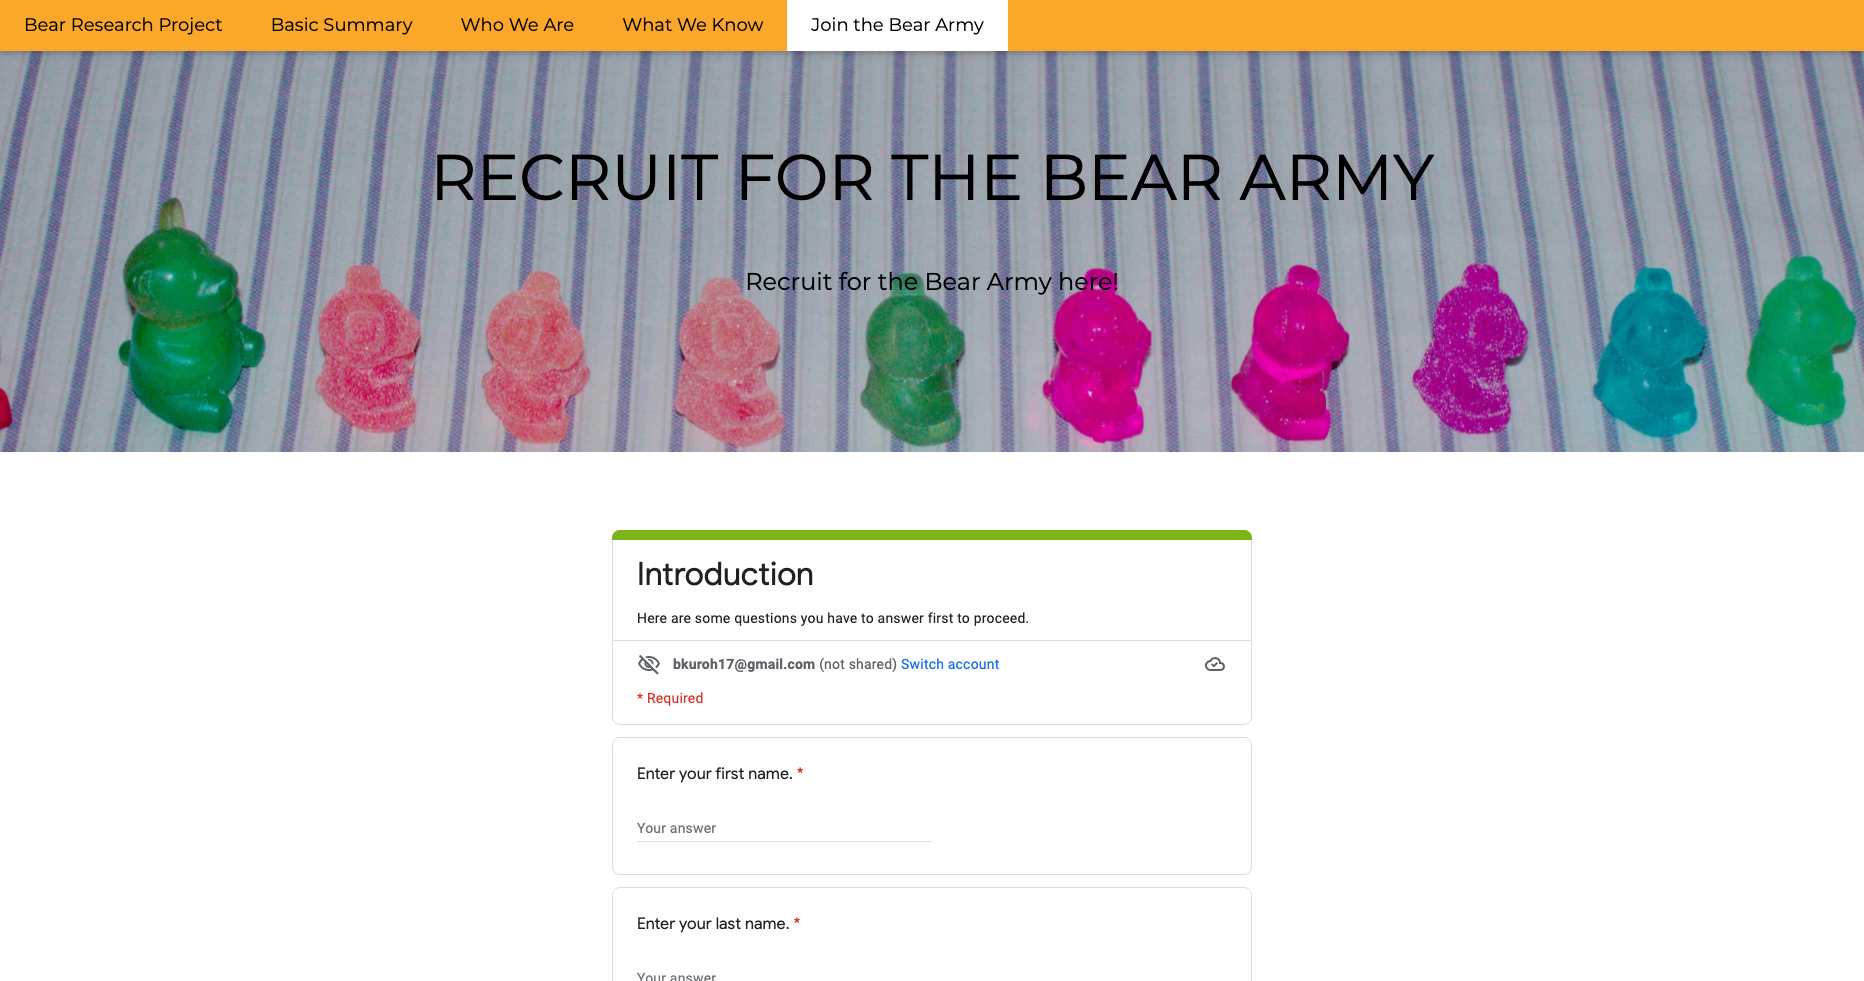 Bear Research Project Basic Summary Who We Are What We Know Join the Bear Army
RECRUIT FOR THE BEAR ARMY
Recruit for the Bear Army here!
Introduction
Here are some questions you have to answer first to proceed.
bkuroh17@gmail.com (not shared) Switch account
* Required
Enter your first name. *
Your answer
Enter your last name. *
Your answer